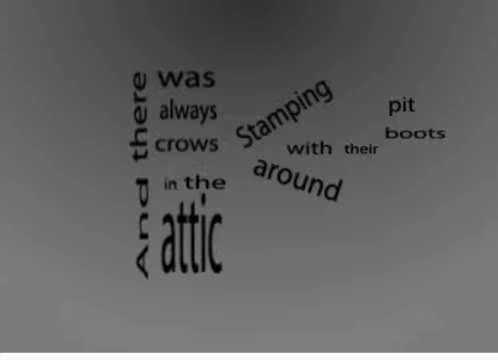 And there
was
always
crows
in the
attic
Stamping
around
with their
pit
boots